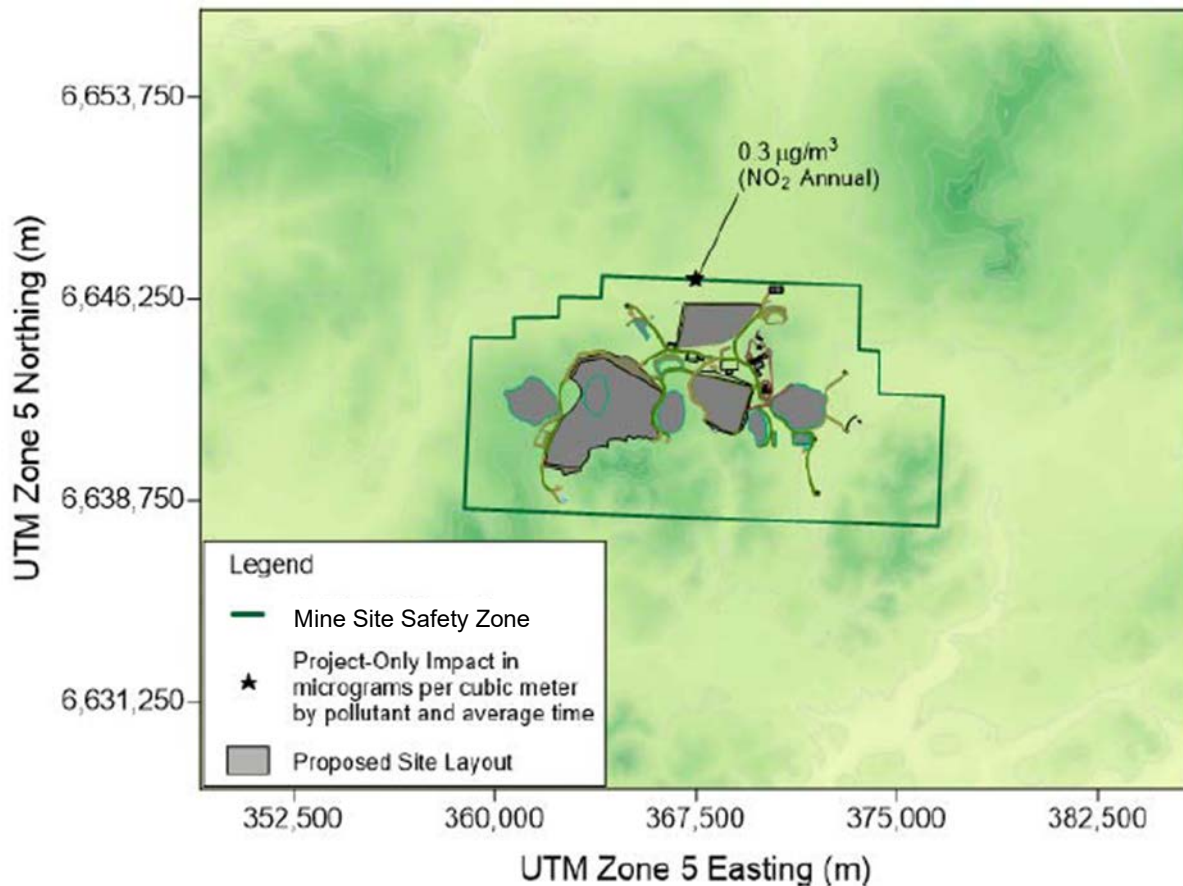 6,653,750
0.3 μg/m³
(NO₂ Annual)
6,646,250
6,638,750
6,631,250
UTM Zone 5 Northing (m)
Legend
Mine Site Safety Zone
Project-Only Impact in
micrograms per cubic meter
by pollutant and average time
Proposed Site Layout
352,500
360,000
367,500
375,000
382,500
UTM Zone 5 Easting (m)